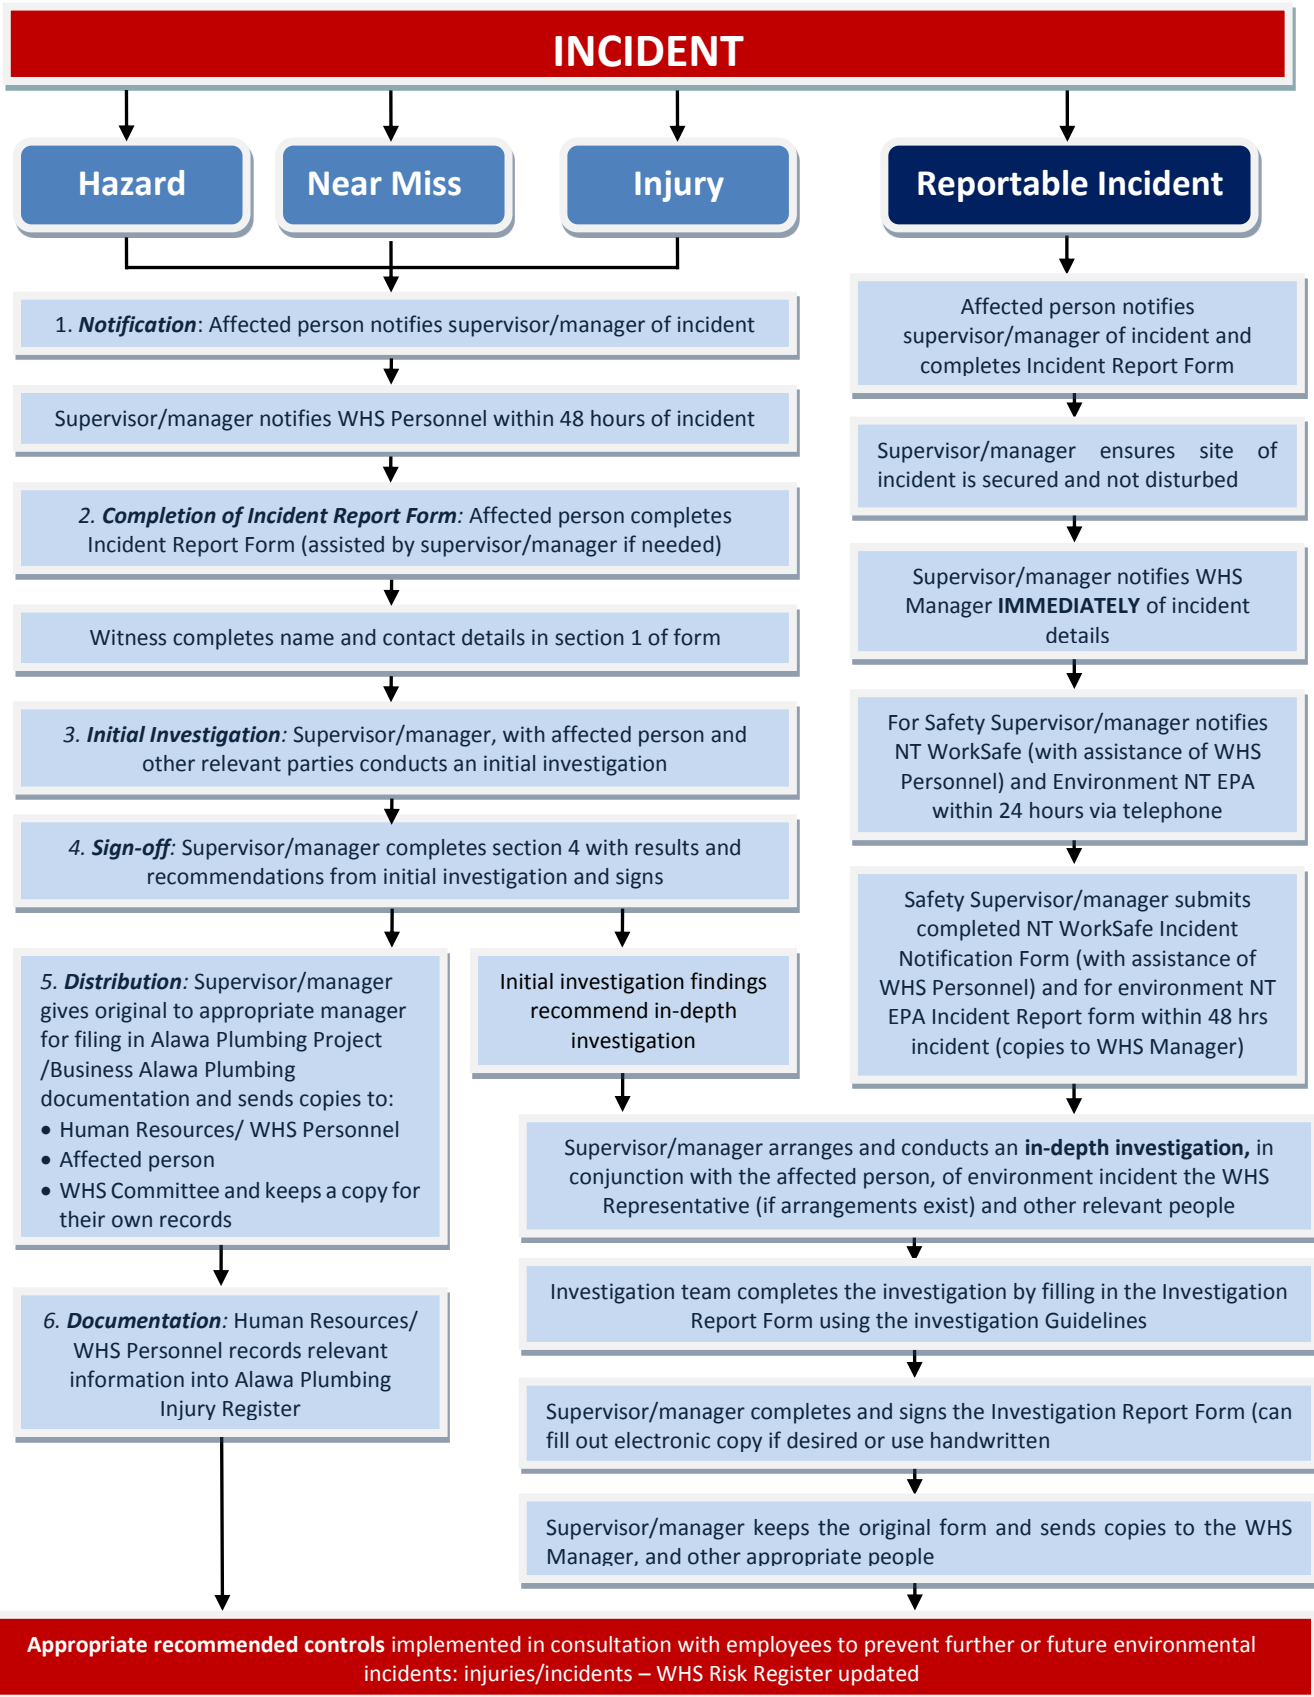 INCIDENT
Hazard
Near Miss
Injury
Reportable Incident
1. Notification: Affected person notifies supervisor/manager of incident
Supervisor/manager notifies WHS Personnel within 48 hours of incident
2. Completion of Incident Report Form: Affected person completes
Incident Report Form (assisted by supervisor/manager if needed)
Witness completes name and contact details in section 1 of form
3. Initial Investigation: Supervisor/manager, with affected person and
other relevant parties conducts an initial investigation
4. Sign-off: Supervisor/manager completes section 4 with results and
recommendations from initial investigation and signs
5. Distribution: Supervisor/manager
gives original to appropriate manager
for filing in Alawa Plumbing Project
/Business Alawa Plumbing
documentation and sends copies to:
• Human Resources/ WHS Personnel
• Affected person
• WHS Committee and keeps a copy for
their own records
6. Documentation: Human Resources/
WHS Personnel records relevant
information into Alawa Plumbing
Injury Register
Initial investigation findings
recommend in-depth
investigation
Affected person notifies
supervisor/manager of incident and
completes Incident Report Form
Supervisor/manager ensures site of
incident is secured and not disturbed
Supervisor/manager notifies WHS
Manager IMMEDIATELY of incident
details
For Safety Supervisor/manager notifies
NT WorkSafe (with assistance of WHS
Personnel) and Environment NT EPA
within 24 hours via telephone
Safety Supervisor/manager submits
completed NT WorkSafe Incident
Notification Form (with assistance of
WHS Personnel) and for environment NT
EPA Incident Report form within 48 hrs
incident (copies to WHS Manager)
Supervisor/manager arranges and conducts an in-depth investigation, in
conjunction with the affected person, of environment incident the WHS
Representative (if arrangements exist) and other relevant people
Investigation team completes the investigation by filling in the Investigation
Report Form using the investigation Guidelines
Supervisor/manager completes and signs the Investigation Report Form (can
fill out electronic copy if desired or use handwritten
Supervisor/manager keeps the original form and sends copies to the WHS
Manager, and other appropriate people
Appropriate recommended controls implemented in consultation with employees to prevent further or future environmental
incidents: injuries/incidents – WHS Risk Register updated